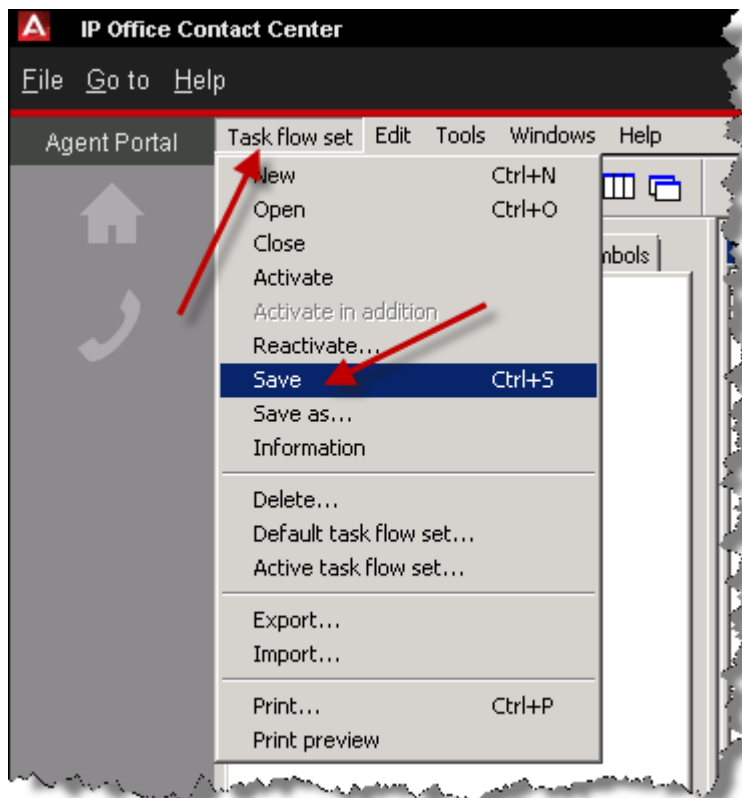 IP Office Contact Center
File Go to Help
Agent Portal
Task flow set Edit Tools Windows Help
New Ctrl+N
Open Ctrl+O
Close
Activate
Activate in addition
Reactivate...
Save Ctrl+S
Save as...
Information
Delete...
Default task flow set...
Active task flow set...
Export...
Import...
Print... Ctrl+P
Print preview